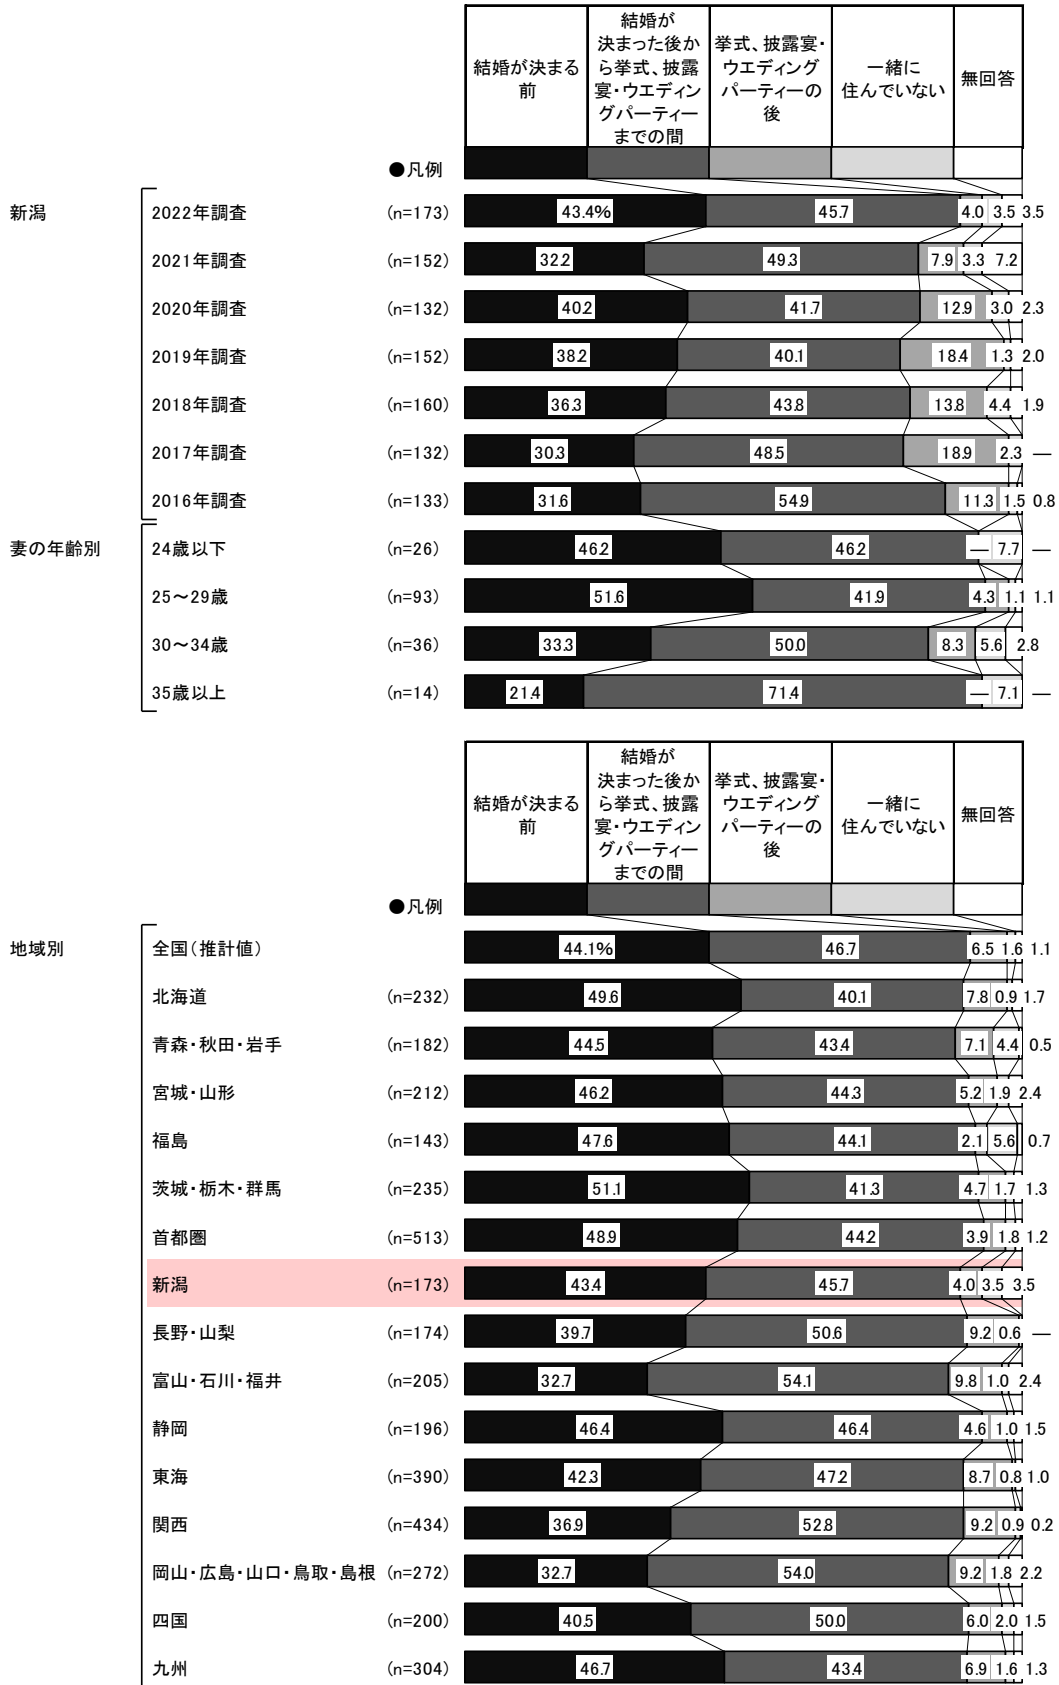 結婚が決まる
前
結婚が
決まった後か
ら挙式、披露
宴・ウエディン
グパーティー
までの間
挙式、披露宴・
ウエディング
パーティーの
後
一緒に
住んでいない
無回答
●凡例
新潟 2022年調査 (n=173) 43.4% 45.7 4.0 3.5 3.5
2021年調査 (n=152) 32.2 49.3 7.9 3.3 7.2
2020年調査 (n=132) 40.2 41.7 12.9 3.0 2.3
2019年調査 (n=152) 38.2 40.1 18.4 1.3 2.0
2018年調査 (n=160) 36.3 43.8 13.8 4.4 1.9
2017年調査 (n=132) 30.3 48.5 18.9 2.3 ―
2016年調査 (n=133) 31.6 54.9 11.3 1.5 0.8
妻の年齢別 24歳以下 (n=26) 46.2 46.2 ― 7.7 ―
25～29歳 (n=93) 51.6 41.9 4.3 1.1 1.1
30～34歳 (n=36) 33.3 50.0 8.3 5.6 2.8
35歳以上 (n=14) 21.4 71.4 ― 7.1 ―
結婚が決まる
前
結婚が
決まった後か
ら挙式、披露
宴・ウエディン
グパーティー
までの間
挙式、披露宴・
ウエディング
パーティーの
後
一緒に
住んでいない
無回答
●凡例
地域別 全国(推計値) 44.1% 46.7 6.5 1.6 1.1
北海道 (n=232) 49.6 40.1 7.8 0.9 1.7
青森・秋田・岩手 (n=182) 44.5 43.4 7.1 4.4 0.5
宮城・山形 (n=212) 46.2 44.3 5.2 1.9 2.4
福島 (n=143) 47.6 44.1 2.1 5.6 0.7
茨城・栃木・群馬 (n=235) 51.1 41.3 4.7 1.7 1.3
首都圏 (n=513) 48.9 44.2 3.9 1.8 1.2
新潟 (n=173) 43.4 45.7 4.0 3.5 3.5
長野・山梨 (n=174) 39.7 50.6 9.2 0.6 ―
富山・石川・福井 (n=205) 32.7 54.1 9.8 1.0 2.4
静岡 (n=196) 46.4 46.4 4.6 1.0 1.5
東海 (n=390) 42.3 47.2 8.7 0.8 1.0
関西 (n=434) 36.9 52.8 9.2 0.9 0.2
岡山・広島・山口・鳥取・島根 (n=272) 32.7 54.0 9.2 1.8 2.2
四国 (n=200) 40.5 50.0 6.0 2.0 1.5
九州 (n=304) 46.7 43.4 6.9 1.6 1.3